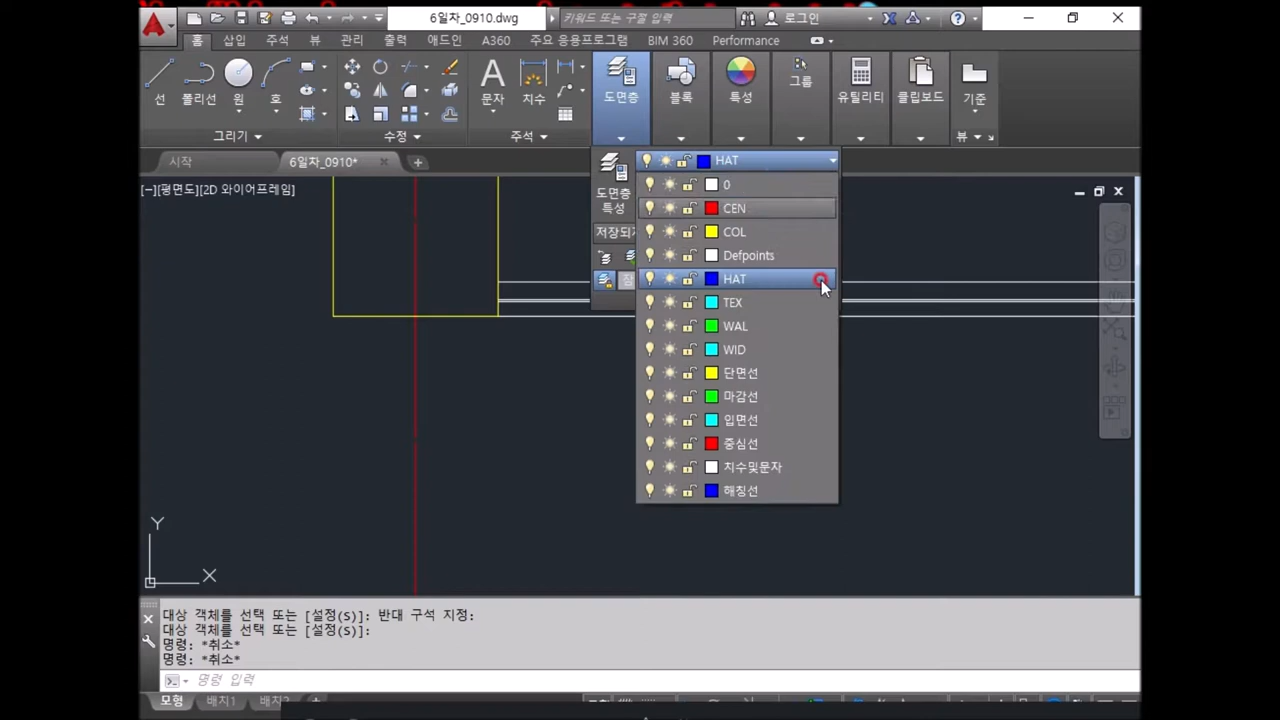 6일차_0910.dwg
키워드 또는 구절 입력
로그인
홈 삽입 주석 뷰 관리 출력 애드인 A360 주요 응용프로그램 BIM 360 Performance
선 폴리선 원 호
문자 치수
도면층 블록 특성 그룹 유틸리티 클립보드 기준
그리기 수정 주석 뷰
시작 6일차_0910*
[−][평면도][2D 와이어프레임]
HAT
도면층
특성
0
CEN
COL
Defpoints
HAT
TEX
WAL
WID
단면선
마감선
입면선
중심선
치수및문자
해칭선
Y
X
대상 객체를 선택 또는 [설정(S)]: 반대 구석 지정:
대상 객체를 선택 또는 [설정(S)]:
명령: *취소*
명령: *취소*
명령 입력
모형 배치1 배치2